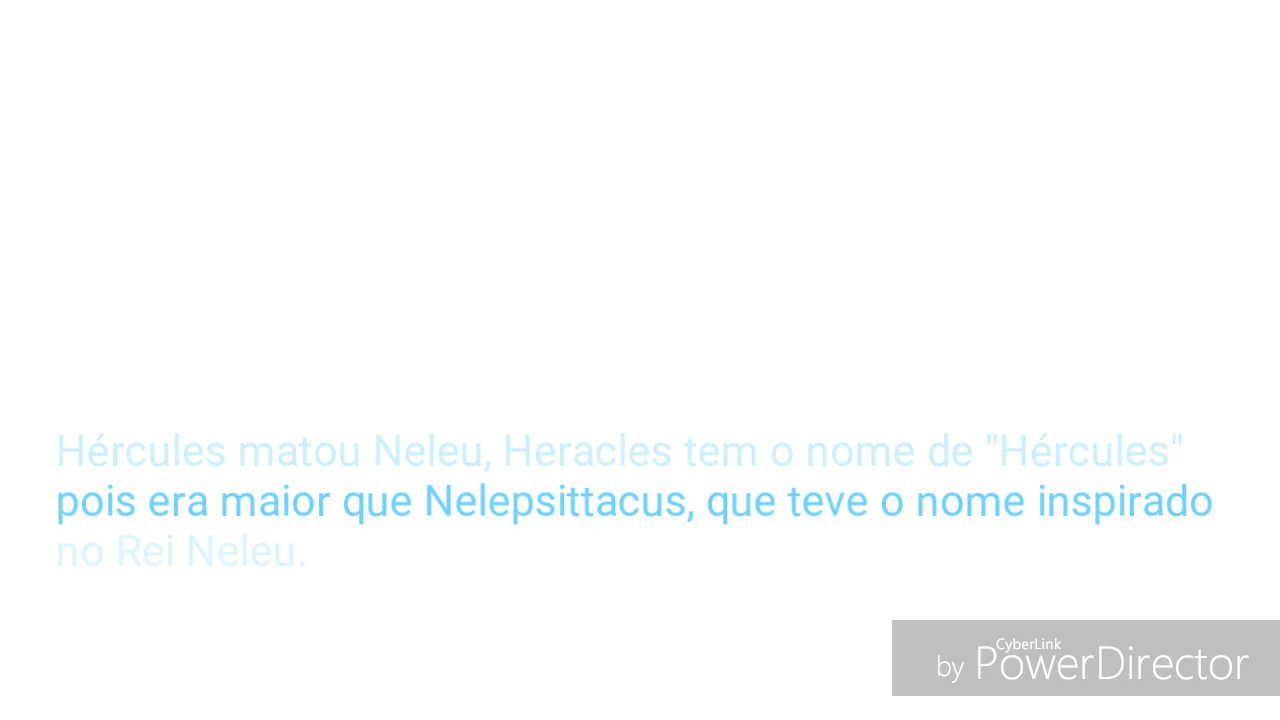 Hércules matou Neleu, Heracles tem o nome de "Hércules"
pois era maior que Nelepsittacus, que teve o nome inspirado
no Rei Neleu.
CyberLink
by PowerDirector